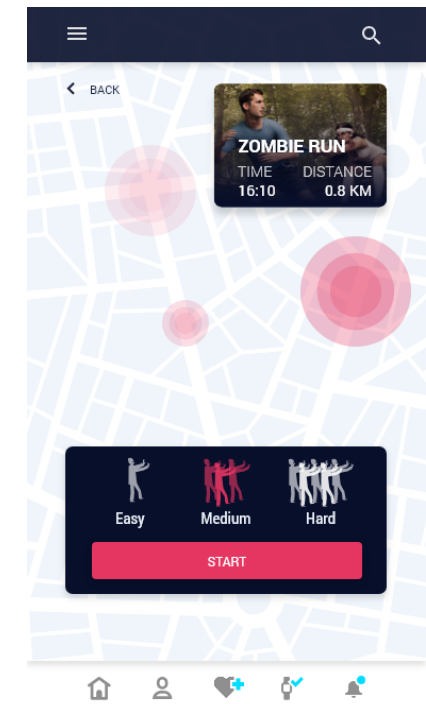 BACK
ZOMBIE RUN
TIME DISTANCE
16:10 0.8 KM
Easy Medium Hard
START